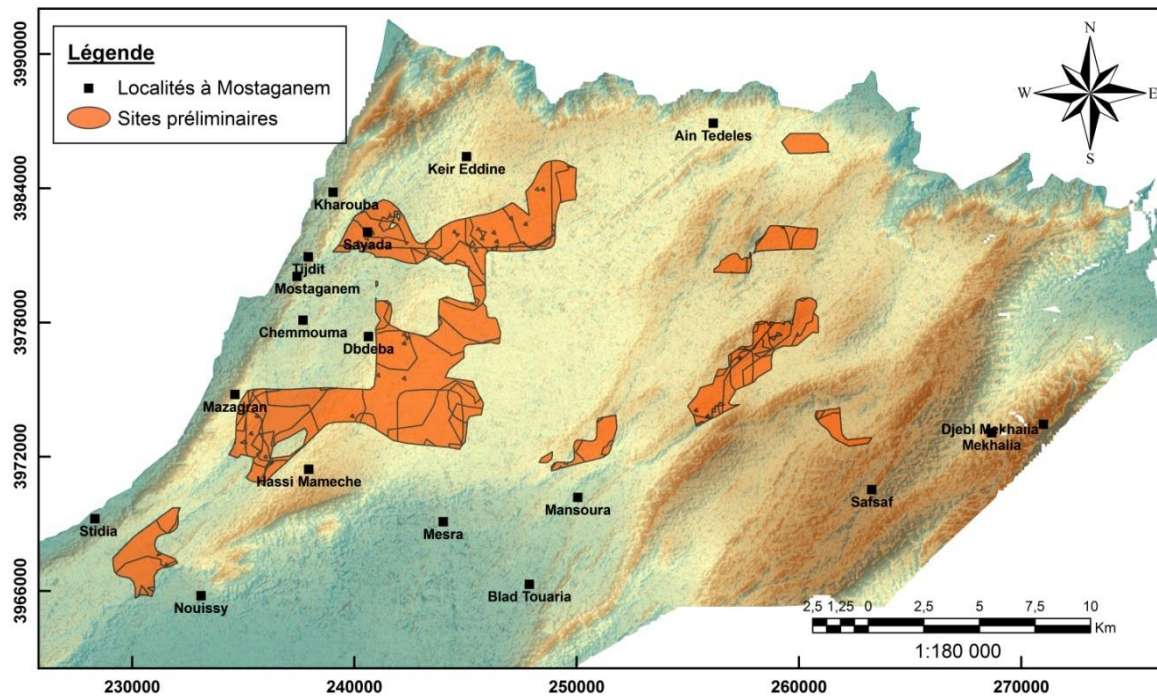 Légende
Localités à Mostaganem
Sites préliminaires
N
W E
S
3990000
3984000
3978000
3972000
3966000
Ain Tedeles
Keir Eddine
Kharouba
Sayada
Tijdit
Mostaganem
Chemmouma
Dbdeba
Mazagran
Hassi Mameche
Djebl Mekhalia
Mekhalia
Safsaf
Mansoura
Stidia
Mesra
Nouissy
Blad Touaria
2,5 1,25 0 2,5 5 7,5 10
Km
1:180 000
230000 240000 250000 260000 270000